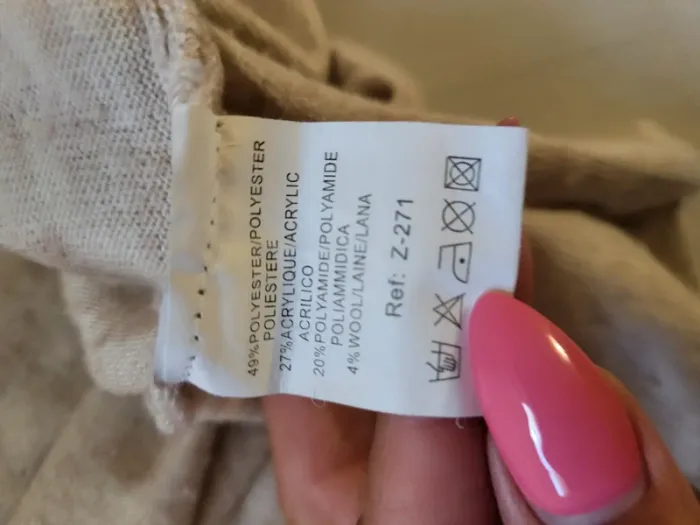 49%POLYESTER/POLYESTER
POLIESTERE
27%ACRYLIQUE/ACRYLIC
ACRILICO
20%POLYAMIDE/POLYAMIDE
POLIAMMIDICA
4%WOOL/LAINE/LANA
Ref: Z-271